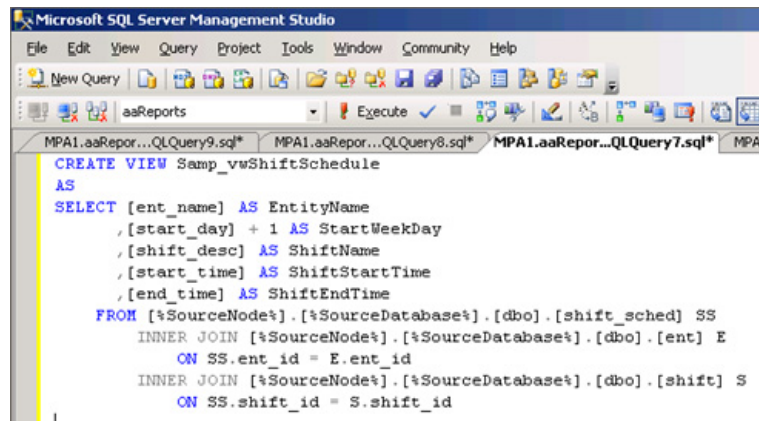 Microsoft SQL Server Management Studio
File Edit View Query Project Tools Window Community Help
New Query
aaReports Execute
MPA1.aaRepor...QLQuery9.sql* MPA1.aaRepor...QLQuery8.sql* MPA1.aaRepor...QLQuery7.sql* MPA
CREATE VIEW Samp_vwShiftSchedule
AS
SELECT [ent_name] AS EntityName
,[start_day] + 1 AS StartWeekDay
,[shift_desc] AS ShiftName
,[start_time] AS ShiftStartTime
,[end_time] AS ShiftEndTime
FROM [%SourceNode%].[%SourceDatabase%].[dbo].[shift_sched] SS
INNER JOIN [%SourceNode%].[%SourceDatabase%].[dbo].[ent] E
ON SS.ent_id = E.ent_id
INNER JOIN [%SourceNode%].[%SourceDatabase%].[dbo].[shift] S
ON SS.shift_id = S.shift_id